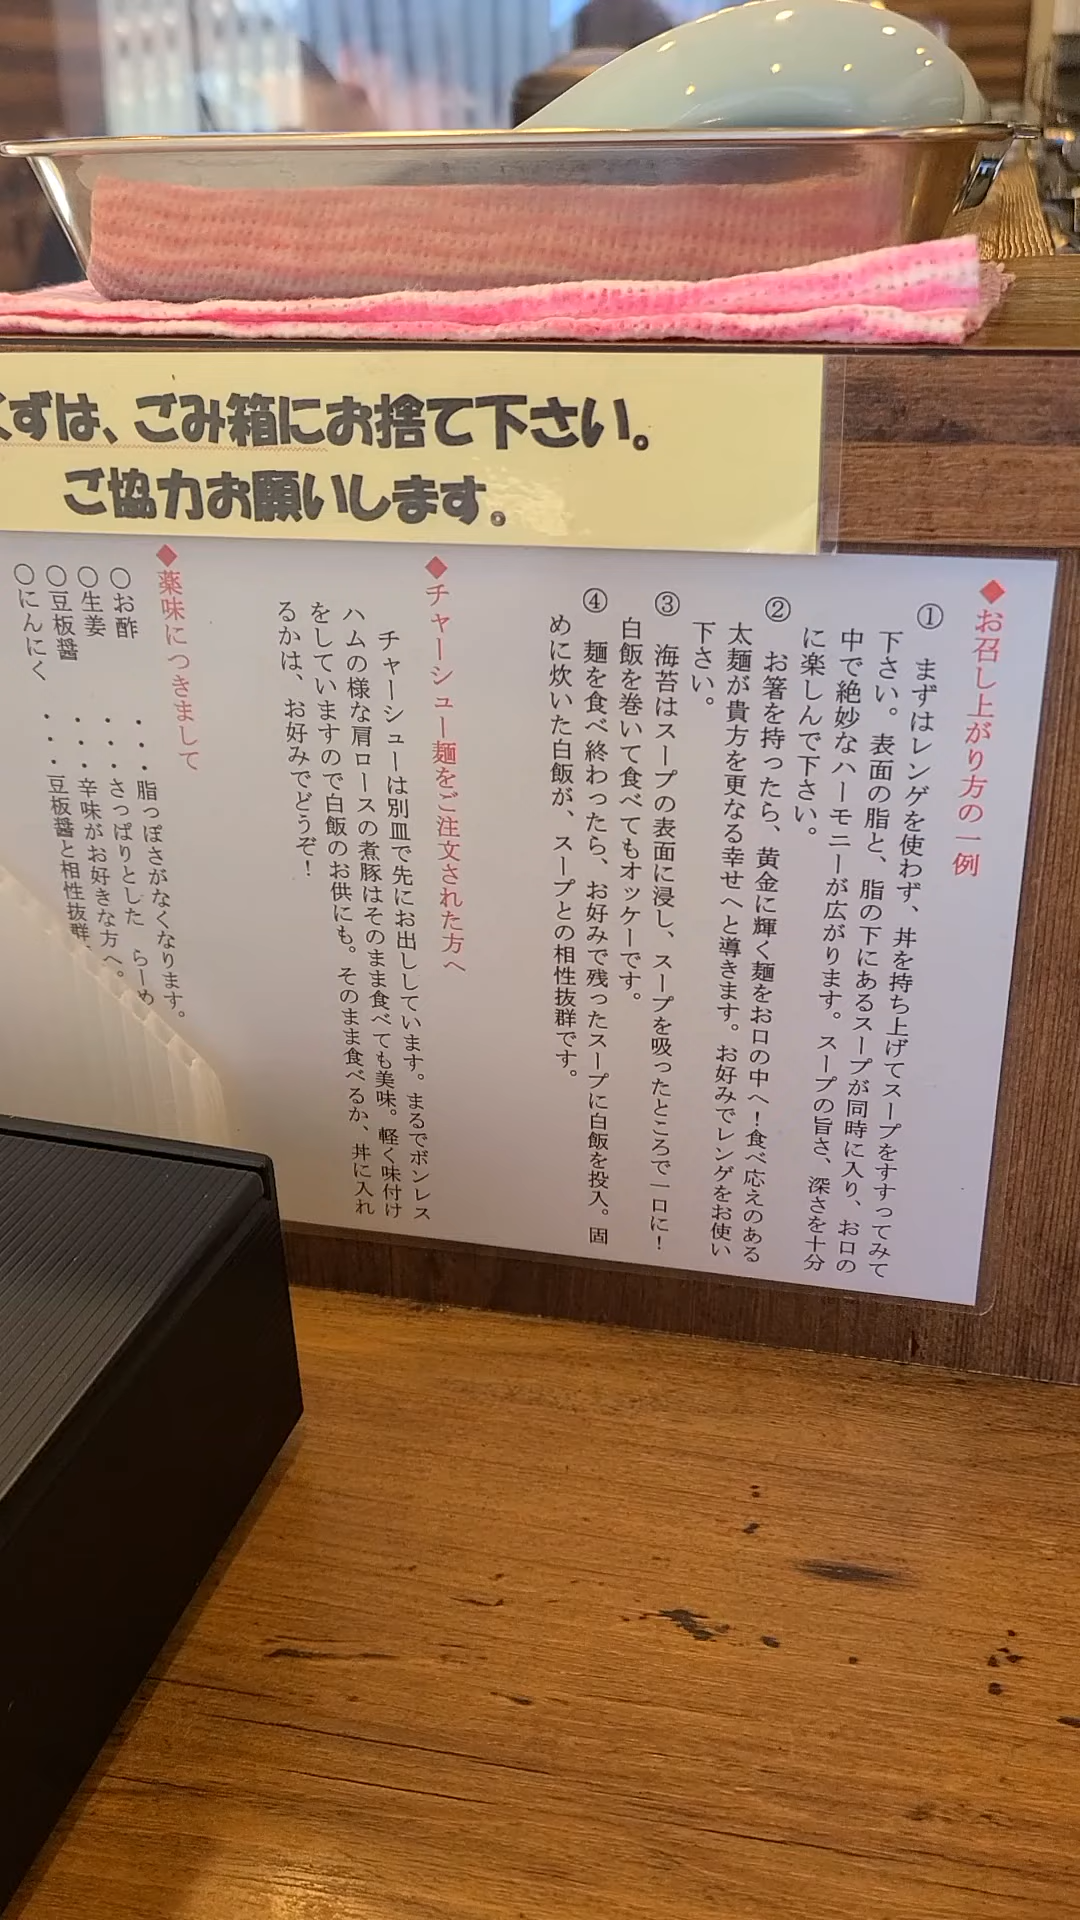 くずは、ごみ箱にお捨て下さい。
ご協力お願いします。
◆お召し上がり方の一例
① まずはレンゲを使わず、丼を持ち上げてスープをすすってみて
下さい。表面の脂と、脂の下にあるスープが同時に入り、お口の
中で絶妙なハーモニーが広がります。スープの旨さ、深さを十分
に楽しんで下さい。
② お箸を持ったら、黄金に輝く麺をお口の中へ！食べ応えのある
太麺が貴方を更なる幸せへと導きます。お好みでレンゲをお使い
下さい。
③ 海苔はスープの表面に浸し、スープを吸ったところで一口に！
白飯を巻いて食べてもオッケーです。
④ 麺を食べ終わったら、お好みで残ったスープに白飯を投入。固
めに炊いた白飯が、スープとの相性抜群です。
◆チャーシュー麺をご注文された方へ
チャーシューは別皿で先にお出ししています。まるでボンレス
ハムの様な肩ロースの煮豚はそのまま食べても美味。軽く味付け
をしていますので白飯のお供にも。そのまま食べるか、丼に入れ
るかは、お好みでどうぞ！
◆薬味につきまして
○お酢 ・・脂っぽさがなくなります。
○生姜 ・・さっぱりとした らーめ
○豆板醤 ・・辛味がお好きな方へ。
○にんにく ・・豆板醤と相性抜群